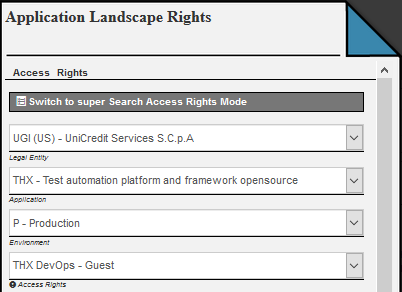 Application Landscape Rights
Access Rights
Switch to super Search Access Rights Mode
UGI (US) - UniCredit Services S.C.p.A
Legal Entity
THX - Test automation platform and framework opensource
Application
P - Production
Environment
THX DevOps - Guest
Access Rights